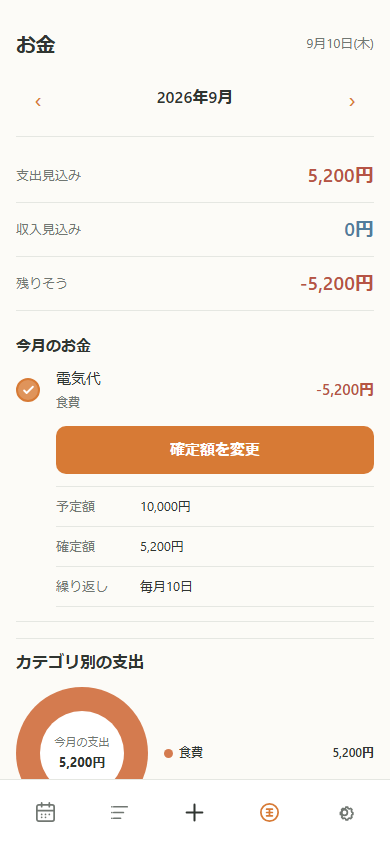 お金
9月10日(木)
‹ 2026年9月 ›
支出見込み 5,200円
収入見込み 0円
残りそう -5,200円
今月のお金
電気代
食費
-5,200円
確定額を変更
予定額 10,000円
確定額 5,200円
繰り返し 毎月10日
カテゴリ別の支出
今月の支出
5,200円
食費 5,200円